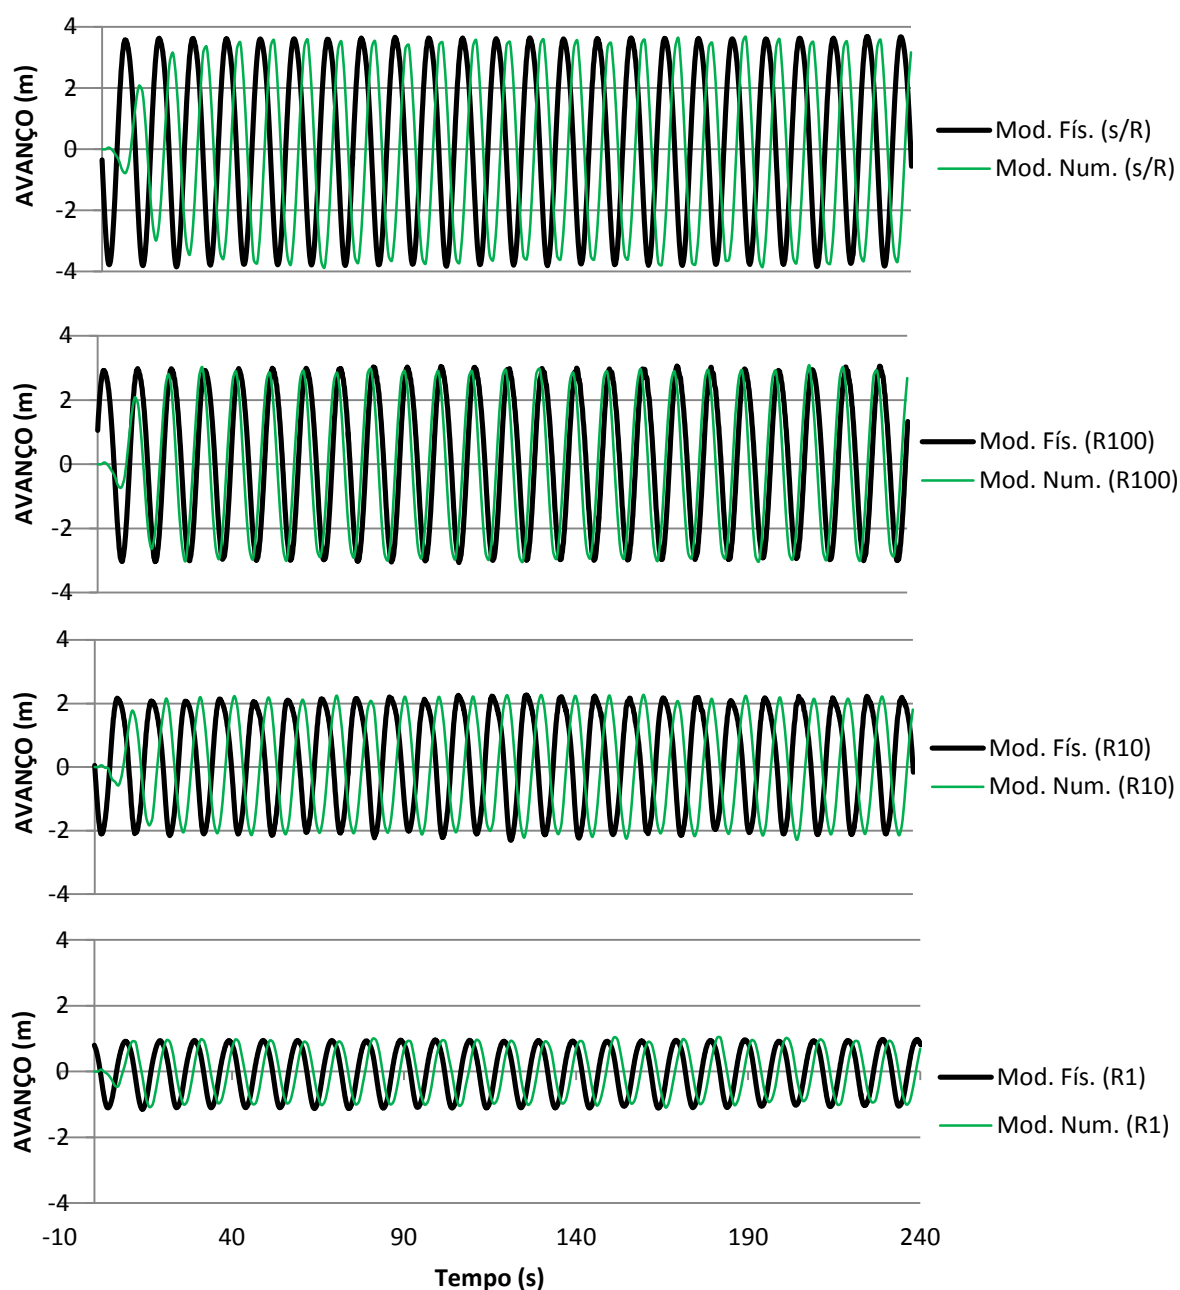 4
2
0
-2
-4
AVANÇO (m)
Mod. Fís. (s/R)
Mod. Num. (s/R)
4
2
0
-2
-4
AVANÇO (m)
Mod. Fís. (R100)
Mod. Num. (R100)
4
2
0
-2
-4
AVANÇO (m)
Mod. Fís. (R10)
Mod. Num. (R10)
4
2
0
-2
-4
AVANÇO (m)
Mod. Fís. (R1)
Mod. Num. (R1)
-10 40 90 140 190 240
Tempo (s)